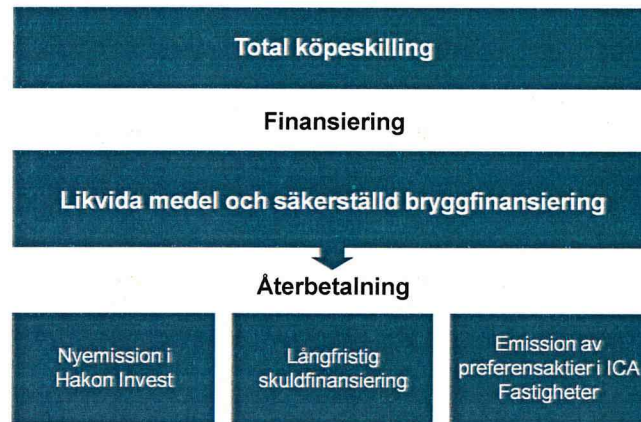 Total köpeskilling
Finansiering
Likvida medel och säkerställd bryggfinansiering
Återbetalning
Nyemission i
Hakon Invest
Långfristig
skuldfinansiering
Emission av
preferensaktier i ICA
Fastigheter